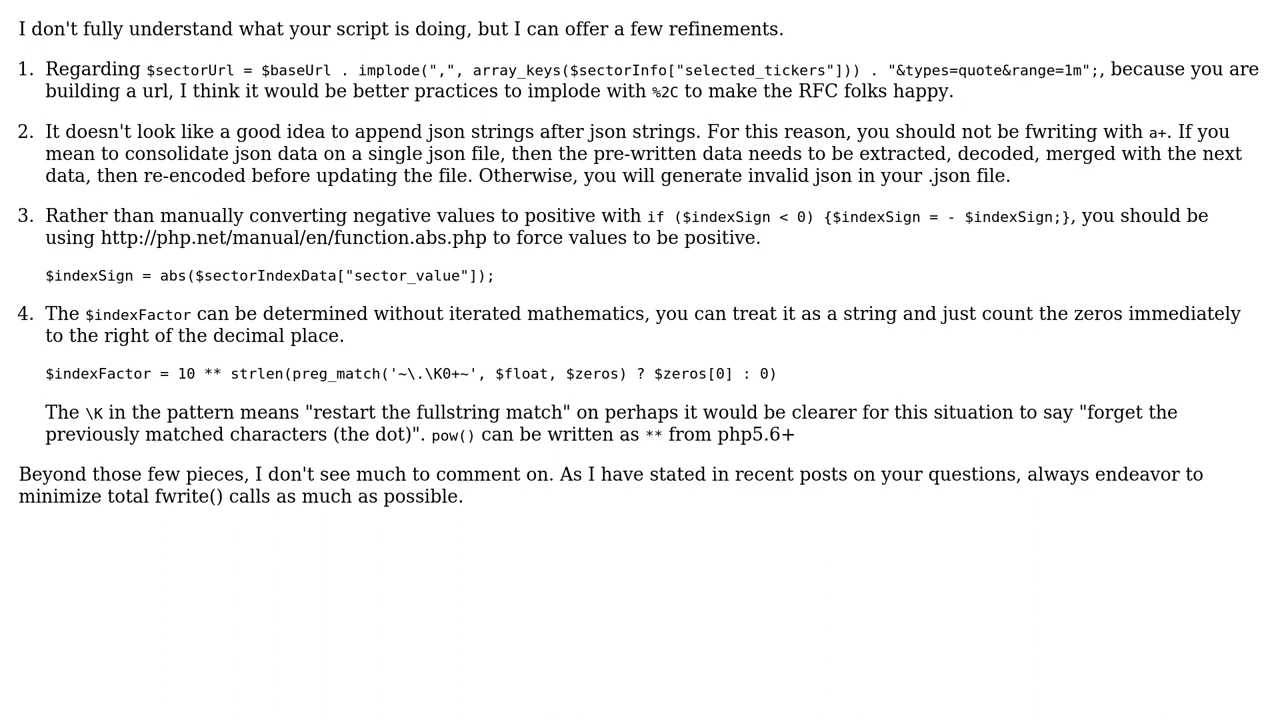 I don't fully understand what your script is doing, but I can offer a few refinements.
1. Regarding $sectorUrl = $baseUrl . implode(",", array_keys($sectorInfo["selected_tickers"])) . "&types=quote&range=1m";, because you are
building a url, I think it would be better practices to implode with %2C to make the RFC folks happy.
2. It doesn't look like a good idea to append json strings after json strings. For this reason, you should not be fwriting with a+. If you
mean to consolidate json data on a single json file, then the pre-written data needs to be extracted, decoded, merged with the next
data, then re-encoded before updating the file. Otherwise, you will generate invalid json in your .json file.
3. Rather than manually converting negative values to positive with if ($indexSign < 0) {$indexSign = - $indexSign;}, you should be
using http://php.net/manual/en/function.abs.php to force values to be positive.
$indexSign = abs($sectorIndexData["sector_value"]);
4. The $indexFactor can be determined without iterated mathematics, you can treat it as a string and just count the zeros immediately
to the right of the decimal place.
$indexFactor = 10 ** strlen(preg_match('~\.\K0+~', $float, $zeros) ? $zeros[0] : 0)
The \K in the pattern means "restart the fullstring match" on perhaps it would be clearer for this situation to say "forget the
previously matched characters (the dot)". pow() can be written as ** from php5.6+
Beyond those few pieces, I don't see much to comment on. As I have stated in recent posts on your questions, always endeavor to
minimize total fwrite() calls as much as possible.